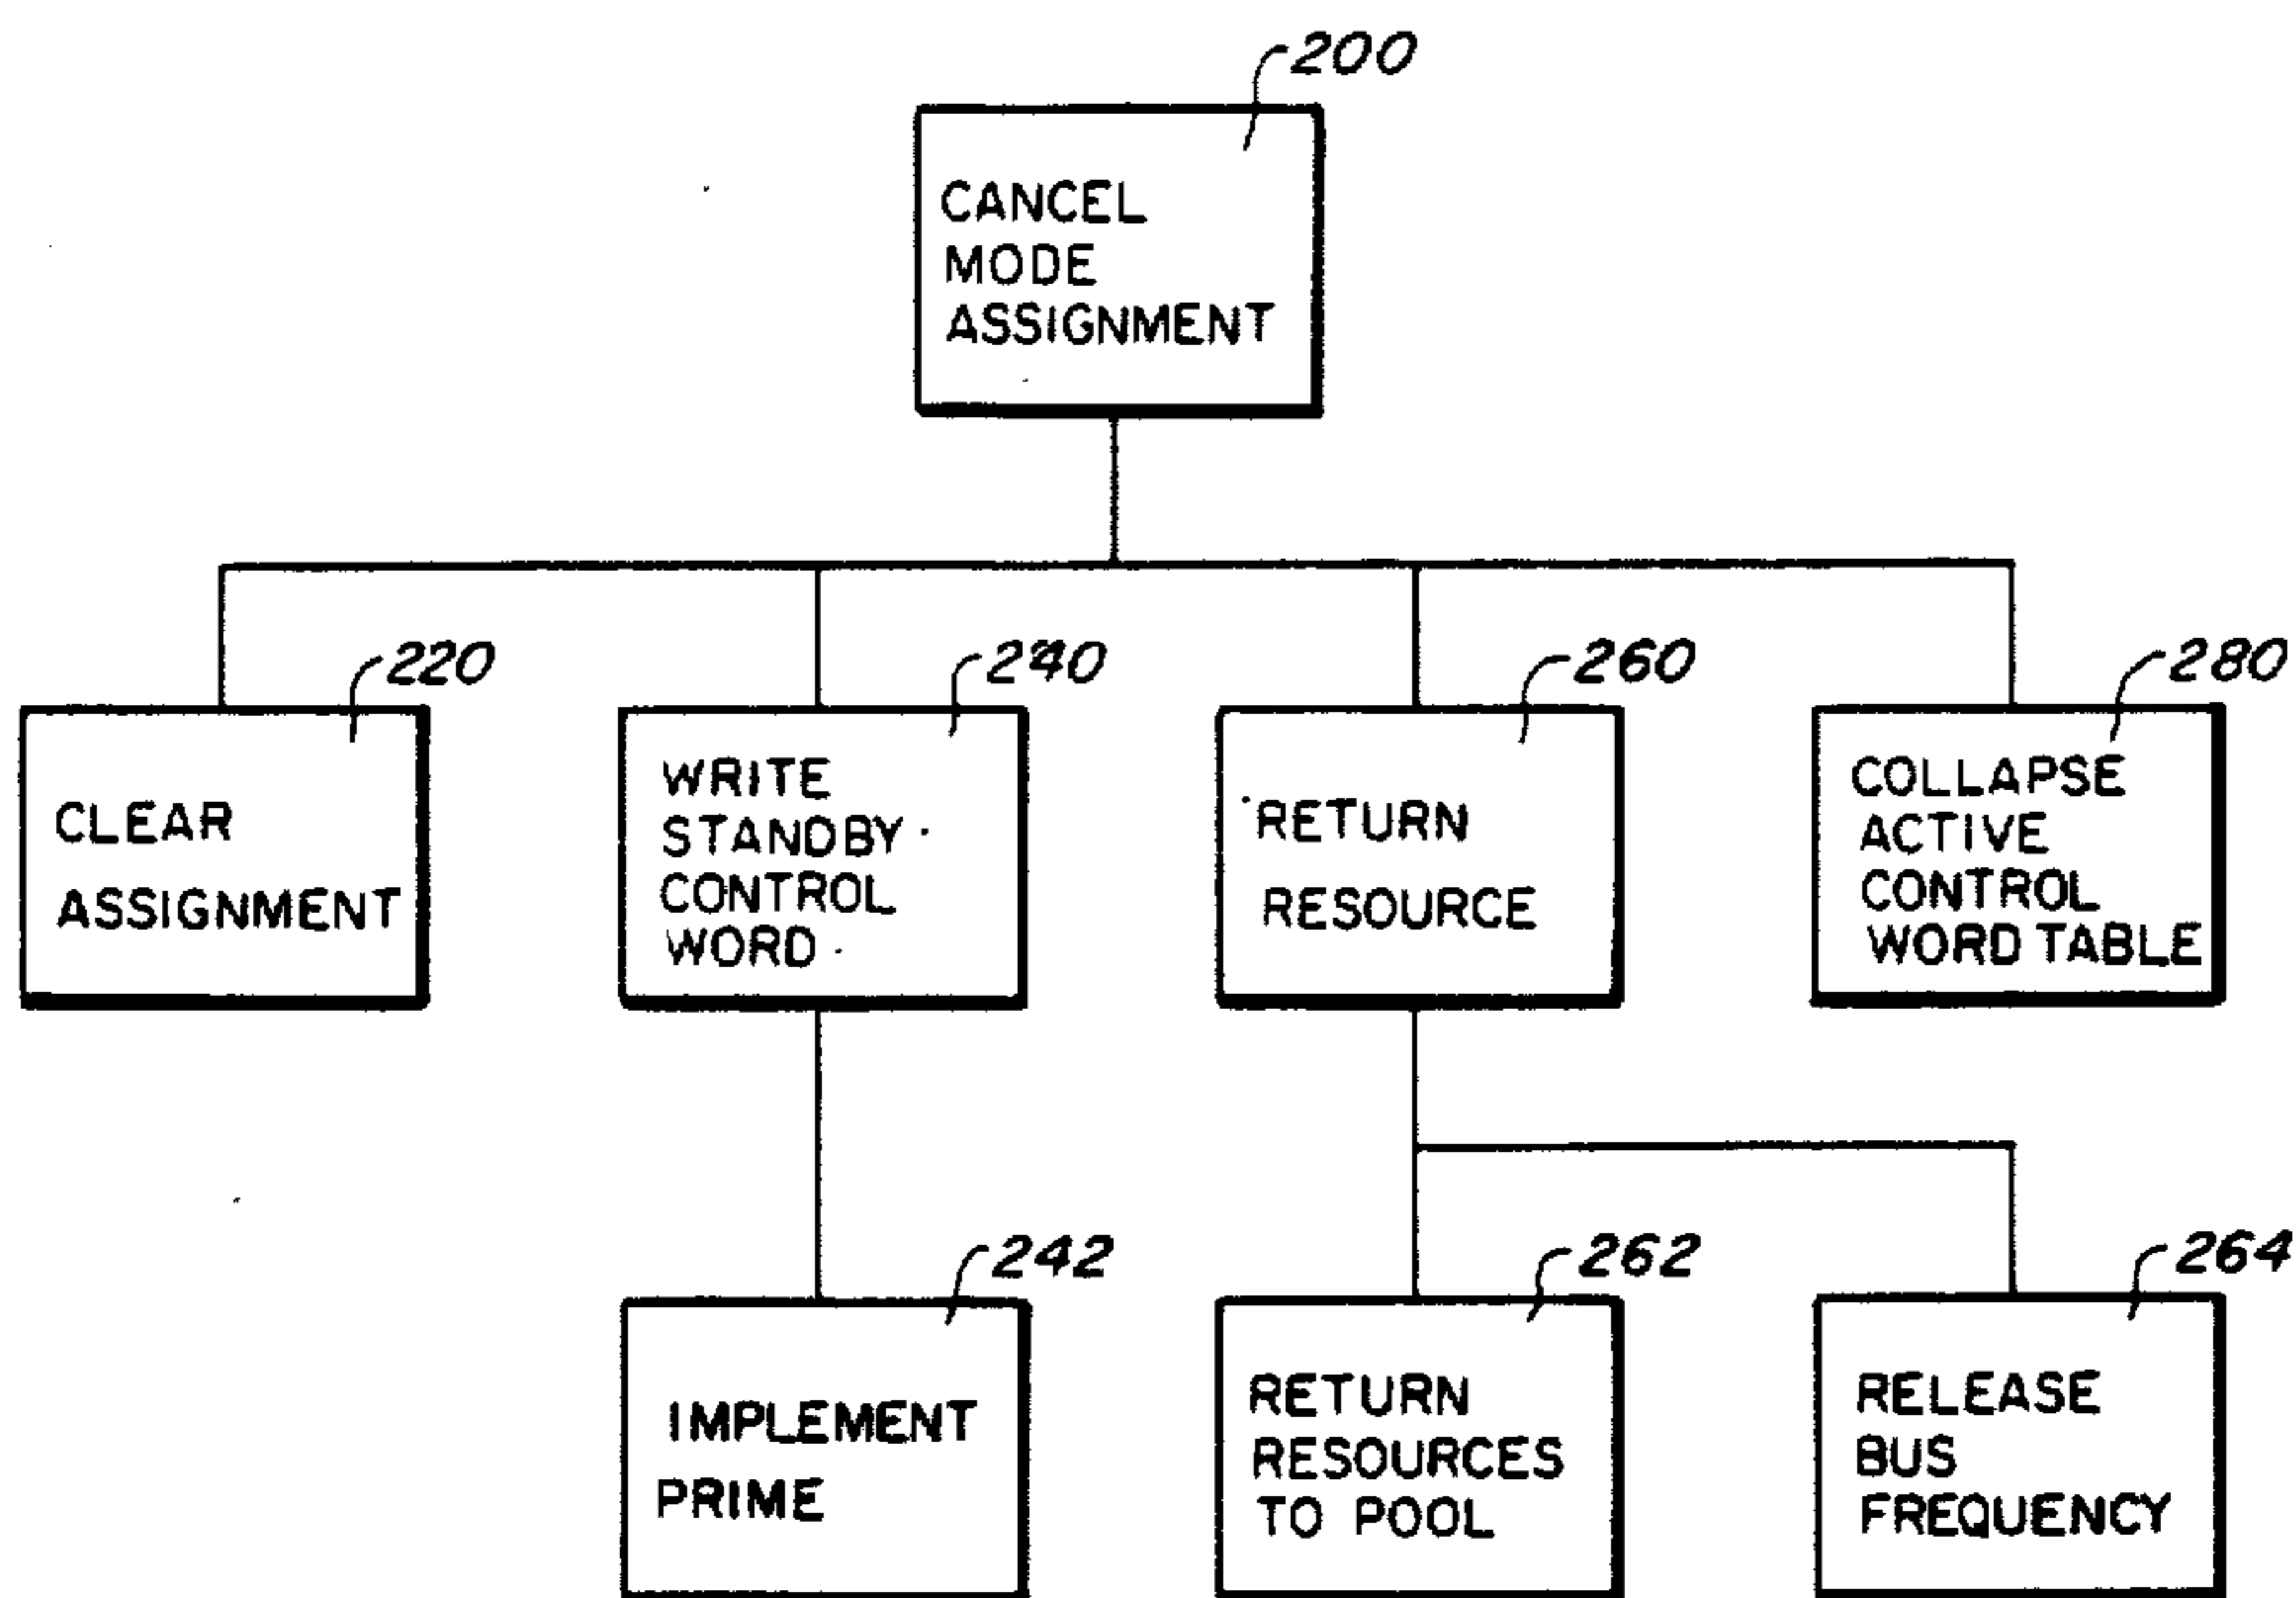 200
CANCEL
MODE
ASSIGNMENT
220
CLEAR
ASSIGNMENT
240
WRITE
STANDBY
CONTROL
WORD
260
RETURN
RESOURCE
280
COLLAPSE
ACTIVE
CONTROL
WORD TABLE
242
IMPLEMENT
PRIME
262
RETURN
RESOURCES
TO POOL
264
RELEASE
BUS
FREQUENCY